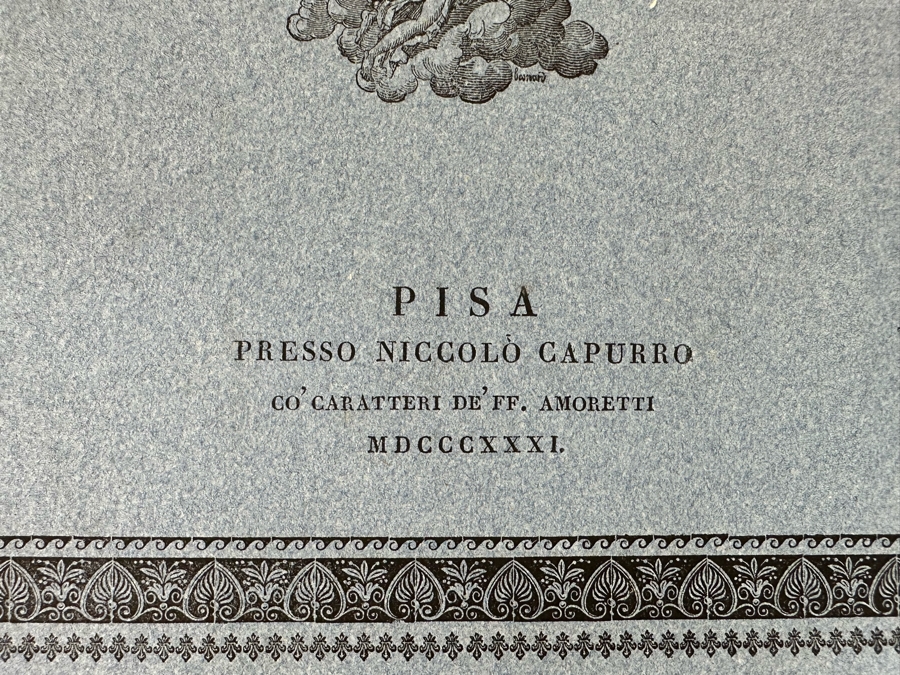 PISA
PRESSO NICCOLÒ CAPURRO
CO' CARATTERI DE' FF. AMORETTI
MDCCCXXXI.